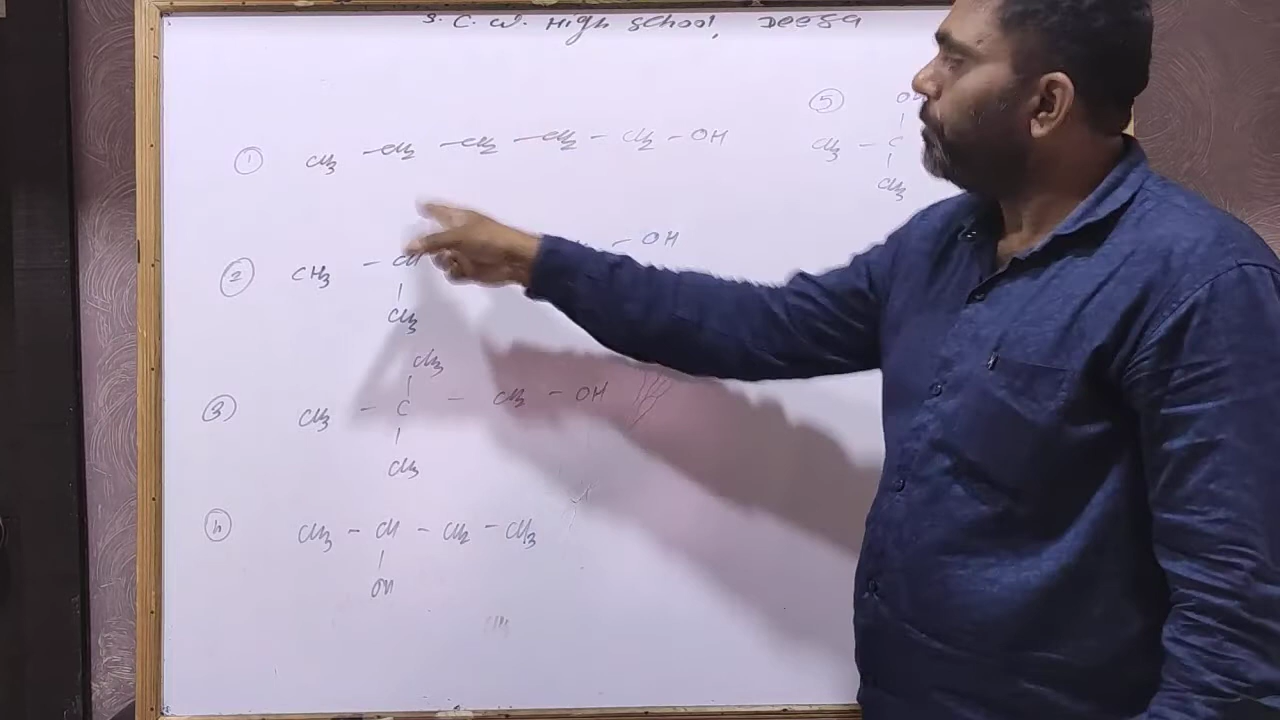 S. C. W. High School, Deesa
① CH3 - CH2 - CH2 - CH2 - CH2 - OH
② CH3 - CH - OH
|
CH3
CH3
|
③ CH3 - C - CH2 - OH
|
CH3
④ CH3 - CH - CH2 - CH3
|
OH
⑤
|
CH3 - C
|
CH3